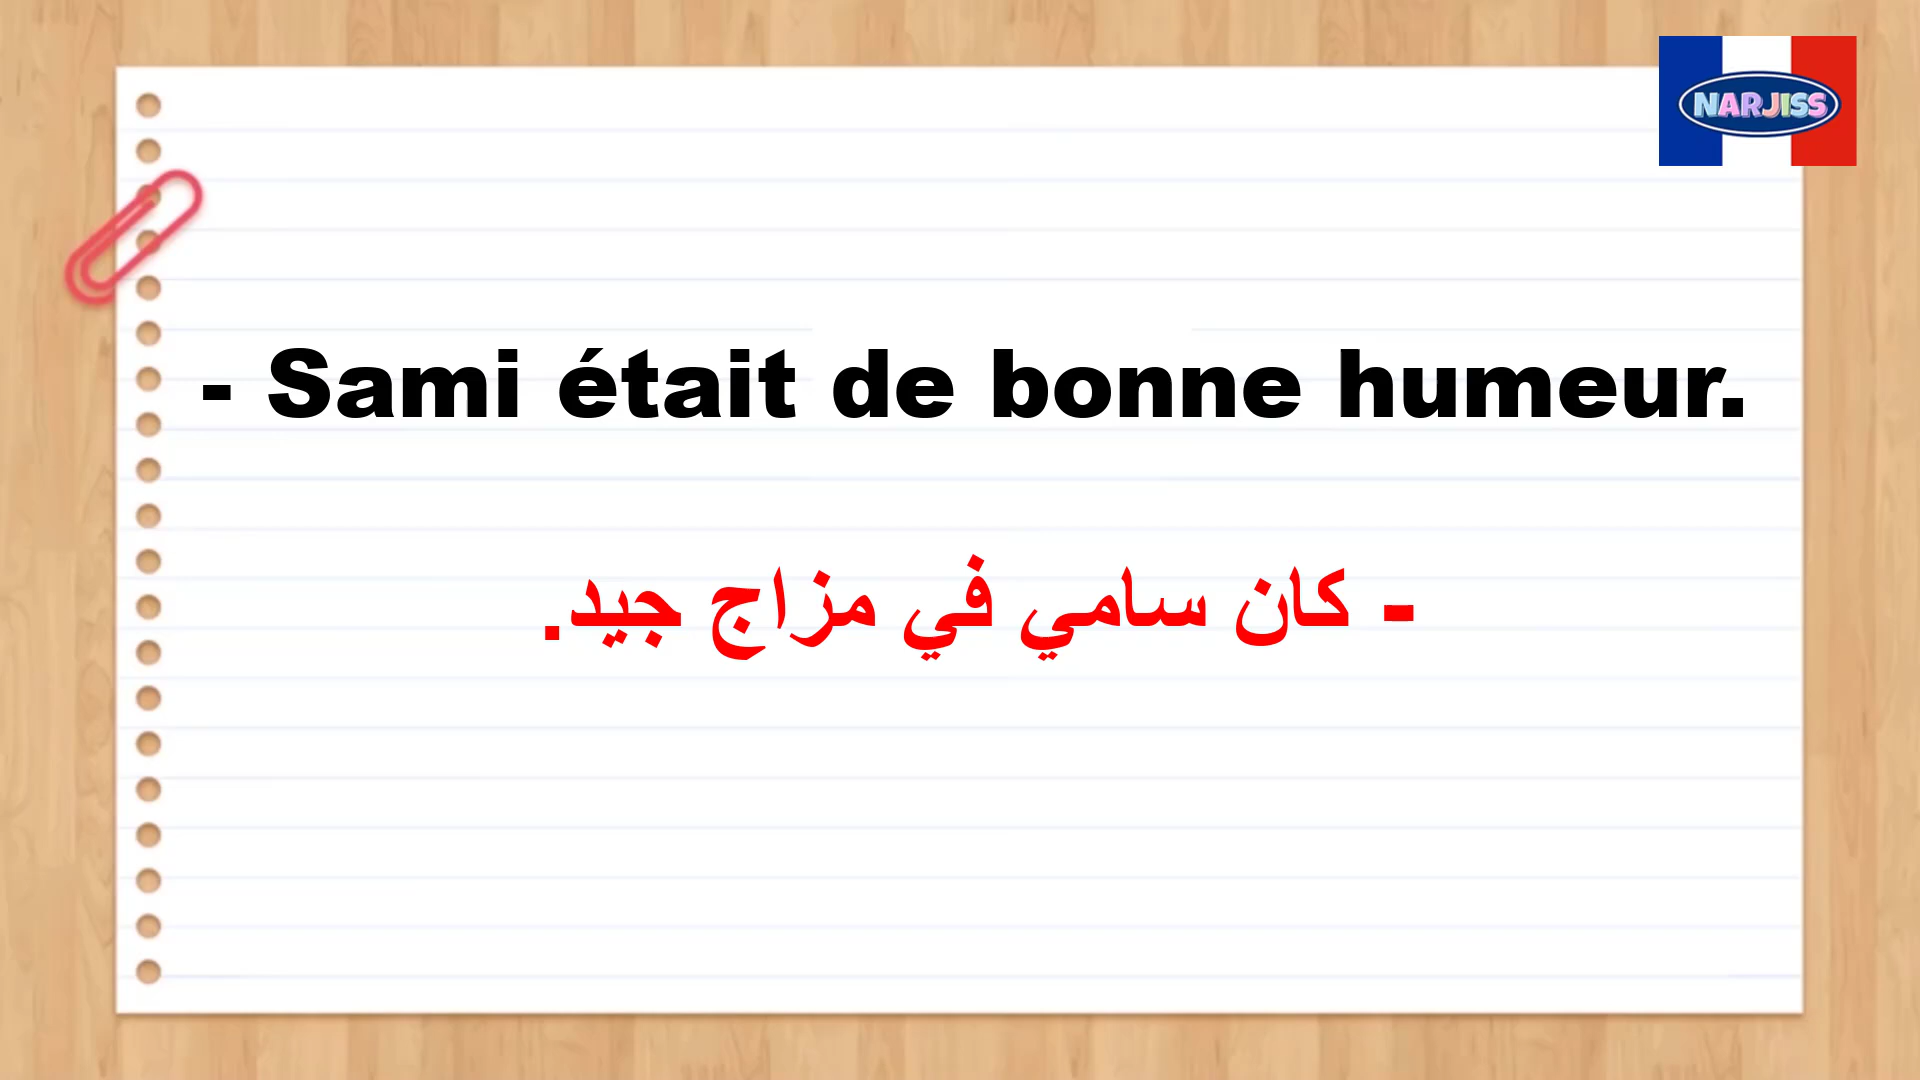 NARJISS
- Sami était de bonne humeur.
- كان سامي في مزاج جيد.